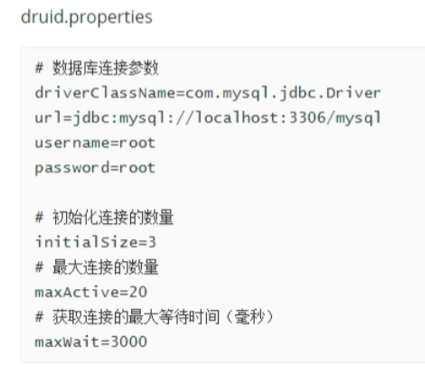 druid.properties
# 数据库连接参数
driverClassName=com.mysql.jdbc.Driver
url=jdbc:mysql://localhost:3306/mysql
username=root
password=root
# 初始化连接的数量
initialSize=3
# 最大连接的数量
maxActive=20
# 获取连接的最大等待时间（毫秒）
maxWait=3000